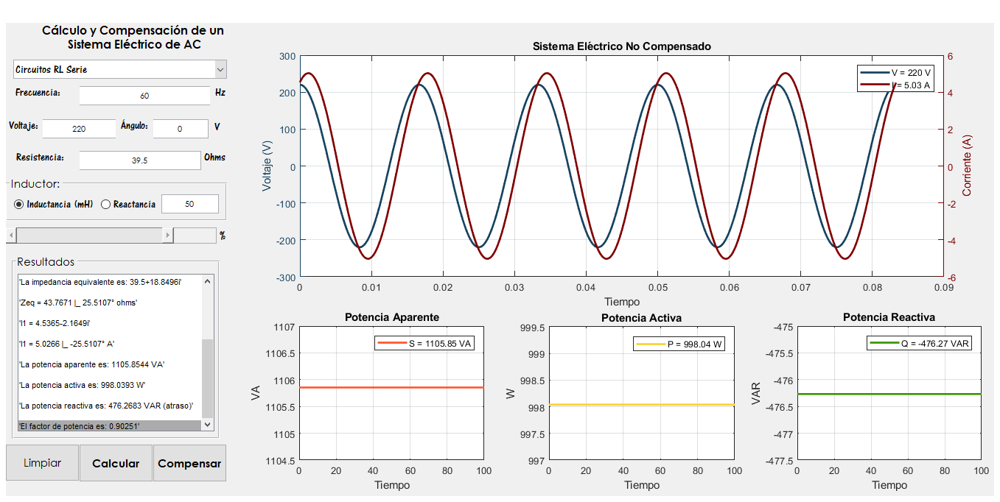 Cálculo y Compensación de un
Sistema Eléctrico de AC
Circuitos RL Serie
Frecuencia: 60 Hz
Voltaje: 220 Ángulo: 0 V
Resistencia: 39.5 Ohms
Inductor:
Inductancia (mH) Reactancia 50
%
Resultados
'La impedancia equivalente es: 39.5+18.8496i'
'Zeq = 43.7671 |_ 25.5107° ohms'
'I1 = 4.5365-2.1649i'
'I1 = 5.0266 |_ -25.5107° A'
'La potencia aparente es: 1105.8544 VA'
'La potencia activa es: 998.0393 W'
'La potencia reactiva es: 476.2683 VAR (atraso)'
'El factor de potencia es: 0.90251'
Limpiar Calcular Compensar
Sistema Eléctrico No Compensado
300
200
100
0
-100
-200
-300
Voltaje (V)
V = 220 V
= 5.03 A
6
4
2
0
-2
-4
-6
Corriente (A)
0 0.01 0.02 0.03 0.04 0.05 0.06 0.07 0.08 0.09
Tiempo
Potencia Aparente
1107
1106.5
1106
1105.5
1105
1104.5
VA
S = 1105.85 VA
0 20 40 60 80 100
Tiempo
Potencia Activa
999.5
999
998.5
998
997.5
997
W
P = 998.04 W
0 20 40 60 80 100
Tiempo
Potencia Reactiva
-475
-475.5
-476
-476.5
-477
-477.5
VAR
Q = -476.27 VAR
0 20 40 60 80 100
Tiempo